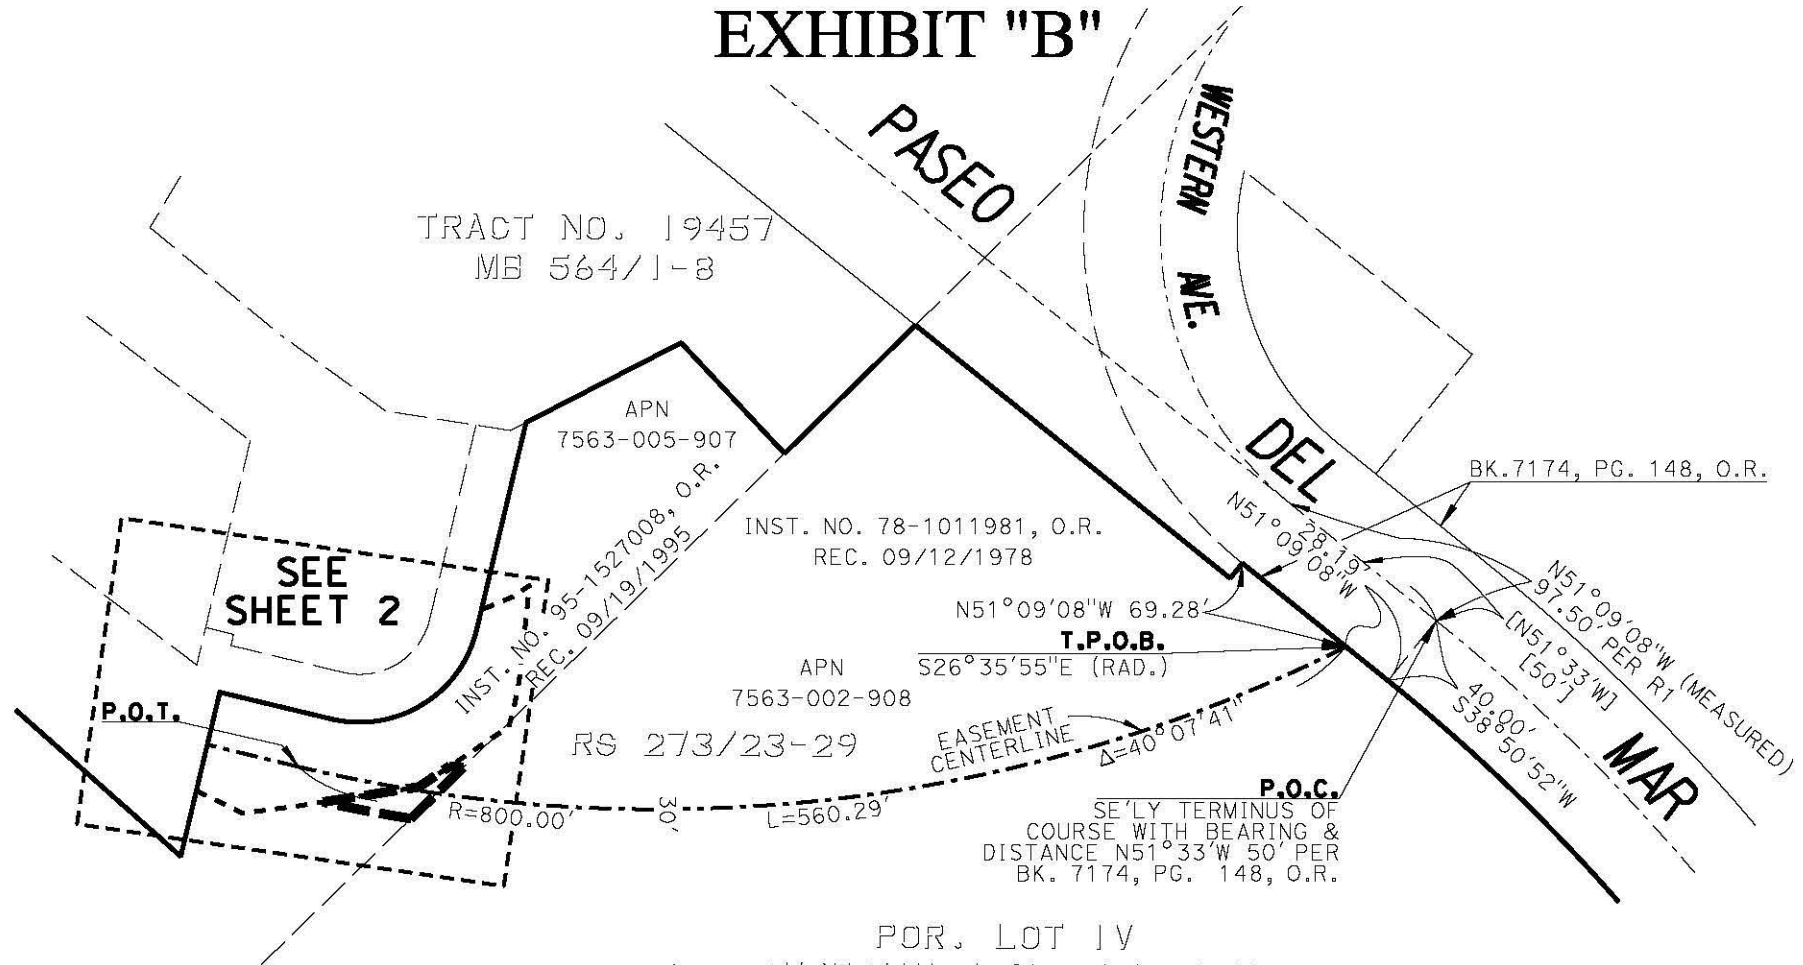 EXHIBIT "B"
PASEO
WESTERN AVE.
TRACT NO. 19457
MB 564/1-8
APN
7563-005-907
DEL
BK.7174, PG. 148, O.R.
N51°09'08"W
28.19'
INST. NO. 95-1527008, O.R.
REC. 09/19/1995
INST. NO. 78-1011981, O.R.
REC. 09/12/1978
SEE
SHEET 2
N51°09'08"W
97.50' PER R1
(MEASURED)
[N51°33'W]
[50']
N51°09'08"W 69.28'
T.P.O.B.
S26°35'55"E (RAD.)
APN
7563-002-908
40.00'
S38°50'52"W
P.O.T.
RS 273/23-29
EASEMENT
CENTERLINE
Δ=40°07'41"
MAR
R=800.00'
30'
L=560.29'
P.O.C.
SE'LY TERMINUS OF
COURSE WITH BEARING &
DISTANCE N51°33'W 50' PER
BK. 7174, PG. 148, O.R.
POR. LOT IV